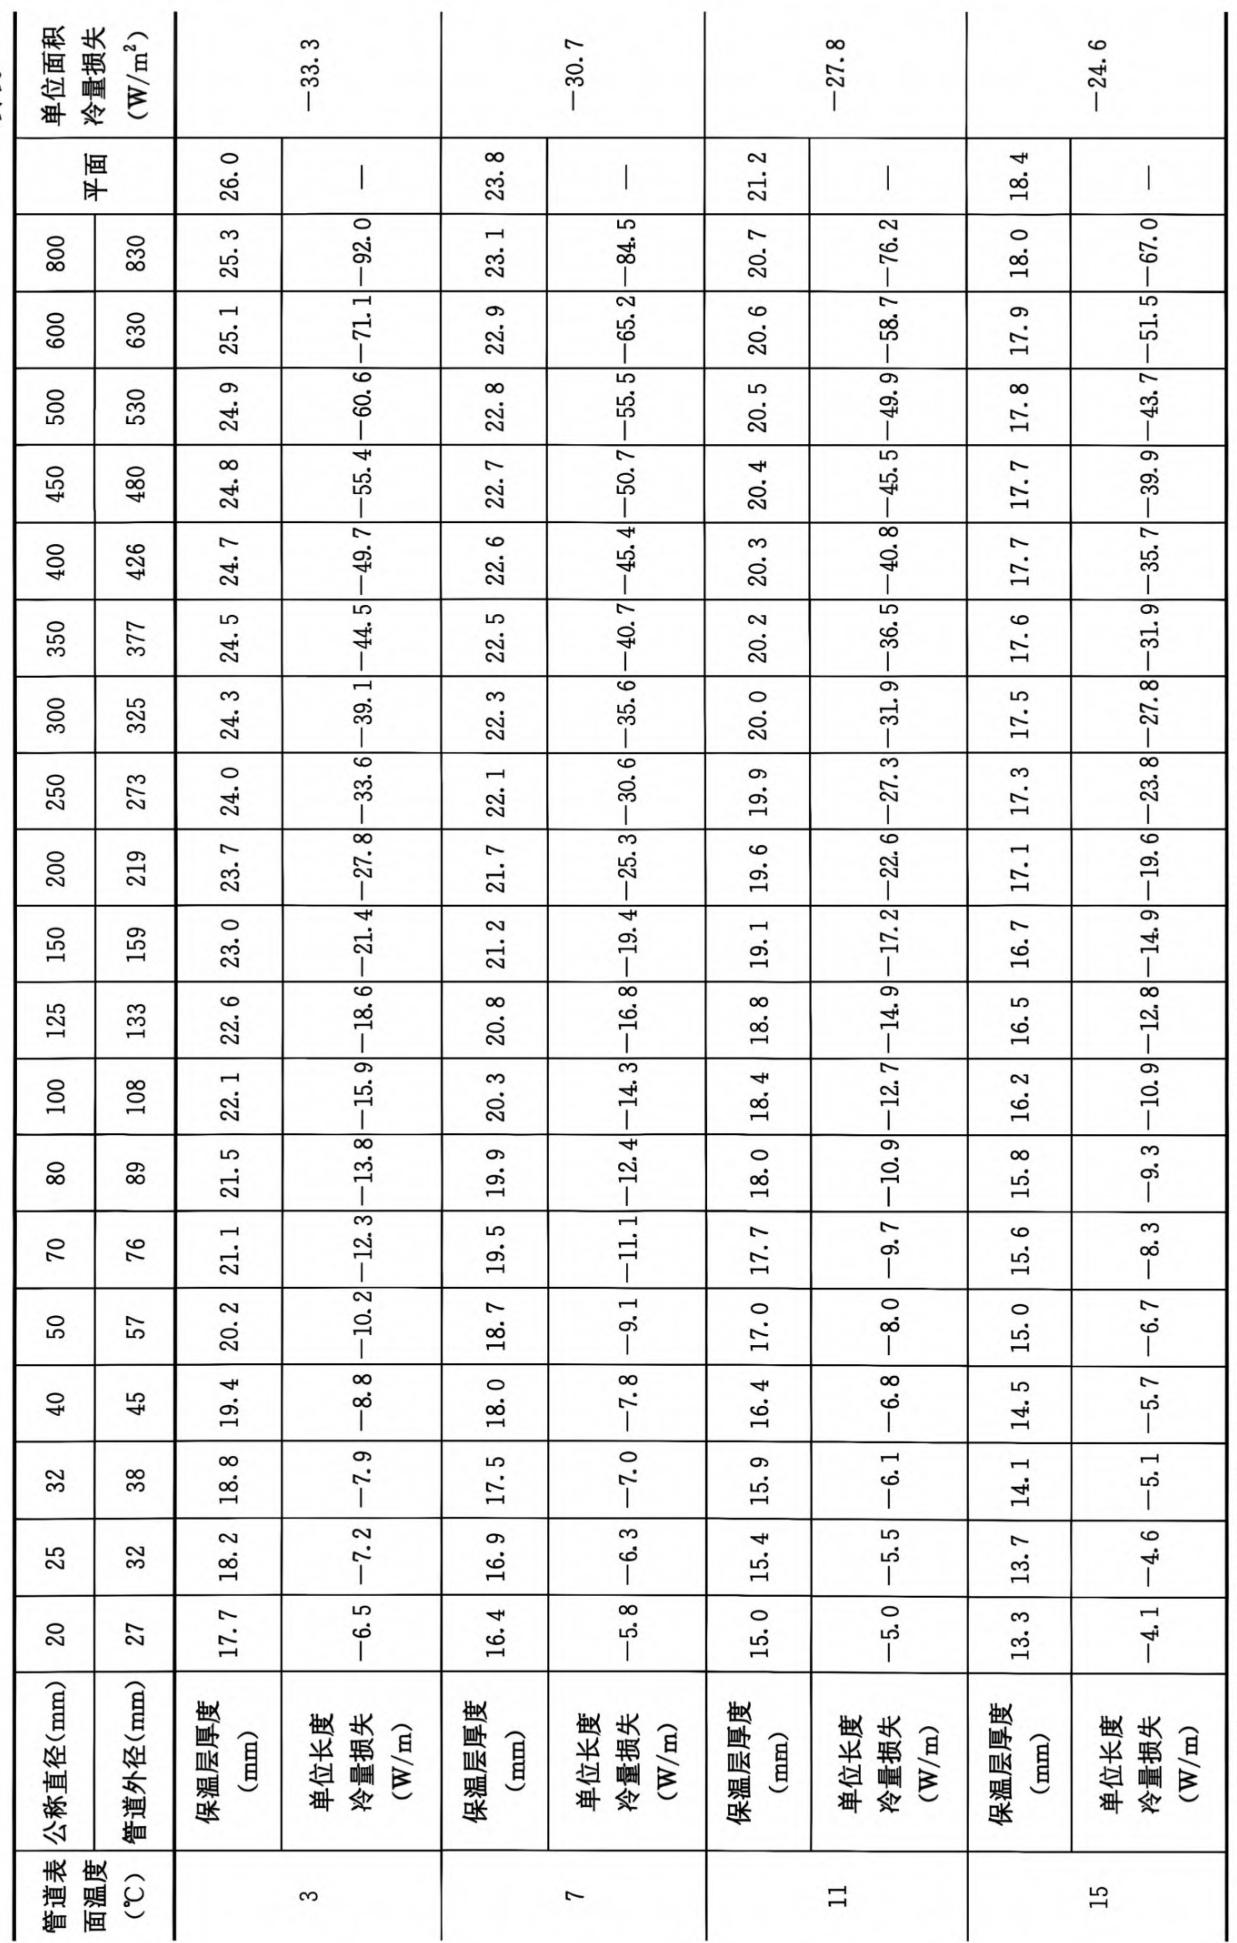 管道表面温度(℃) 公称直径(mm) 20 25 32 40 50 70 80 100 125 150 200 250 300 350 400 450 500 600 800 平面 单位面积冷量损失(W/m²)
管道外径(mm) 27 32 38 45 57 76 89 108 133 159 219 273 325 377 426 480 530 630 830
3 保温层厚度(mm) 17.7 18.2 18.8 19.4 20.2 21.1 21.5 22.1 22.6 23.0 23.7 24.0 24.3 24.5 24.7 24.8 24.9 25.1 25.3 26.0 －33.3
单位长度冷量损失(W/m) －6.5 －7.2 －7.9 －8.8 －10.2 －12.3 －13.8 －15.9 －18.6 －21.4 －27.8 －33.6 －39.1 －44.5 －49.7 －55.4 －60.6 －71.1 －92.0 —
7 保温层厚度(mm) 16.4 16.9 17.5 18.0 18.7 19.5 19.9 20.3 20.8 21.2 21.7 22.1 22.3 22.5 22.6 22.7 22.8 22.9 23.1 23.8 －30.7
单位长度冷量损失(W/m) －5.8 －6.3 －7.0 －7.8 －9.1 －11.1 －12.4 －14.3 －16.8 －19.4 －25.3 －30.6 －35.6 －40.7 －45.4 －50.7 －55.5 －65.2 －84.5 —
11 保温层厚度(mm) 15.0 15.4 15.9 16.4 17.0 17.7 18.0 18.4 18.8 19.1 19.6 19.9 20.0 20.2 20.3 20.4 20.5 20.6 20.7 21.2 －27.8
单位长度冷量损失(W/m) －5.0 －5.5 －6.1 －6.8 －8.0 －9.7 －10.9 －12.7 －14.9 －17.2 －22.6 －27.3 －31.9 －36.5 －40.8 －45.5 －49.9 －58.7 －76.2 —
15 保温层厚度(mm) 13.3 13.7 14.1 14.5 15.0 15.6 15.8 16.2 16.5 16.7 17.1 17.3 17.5 17.6 17.7 17.7 17.8 17.9 18.0 18.4 －24.6
单位长度冷量损失(W/m) －4.1 －4.6 －5.1 －5.7 －6.7 －8.3 －9.3 －10.9 －12.8 －14.9 －19.6 －23.8 －27.8 －31.9 －35.7 －39.9 －43.7 －51.5 －67.0 —